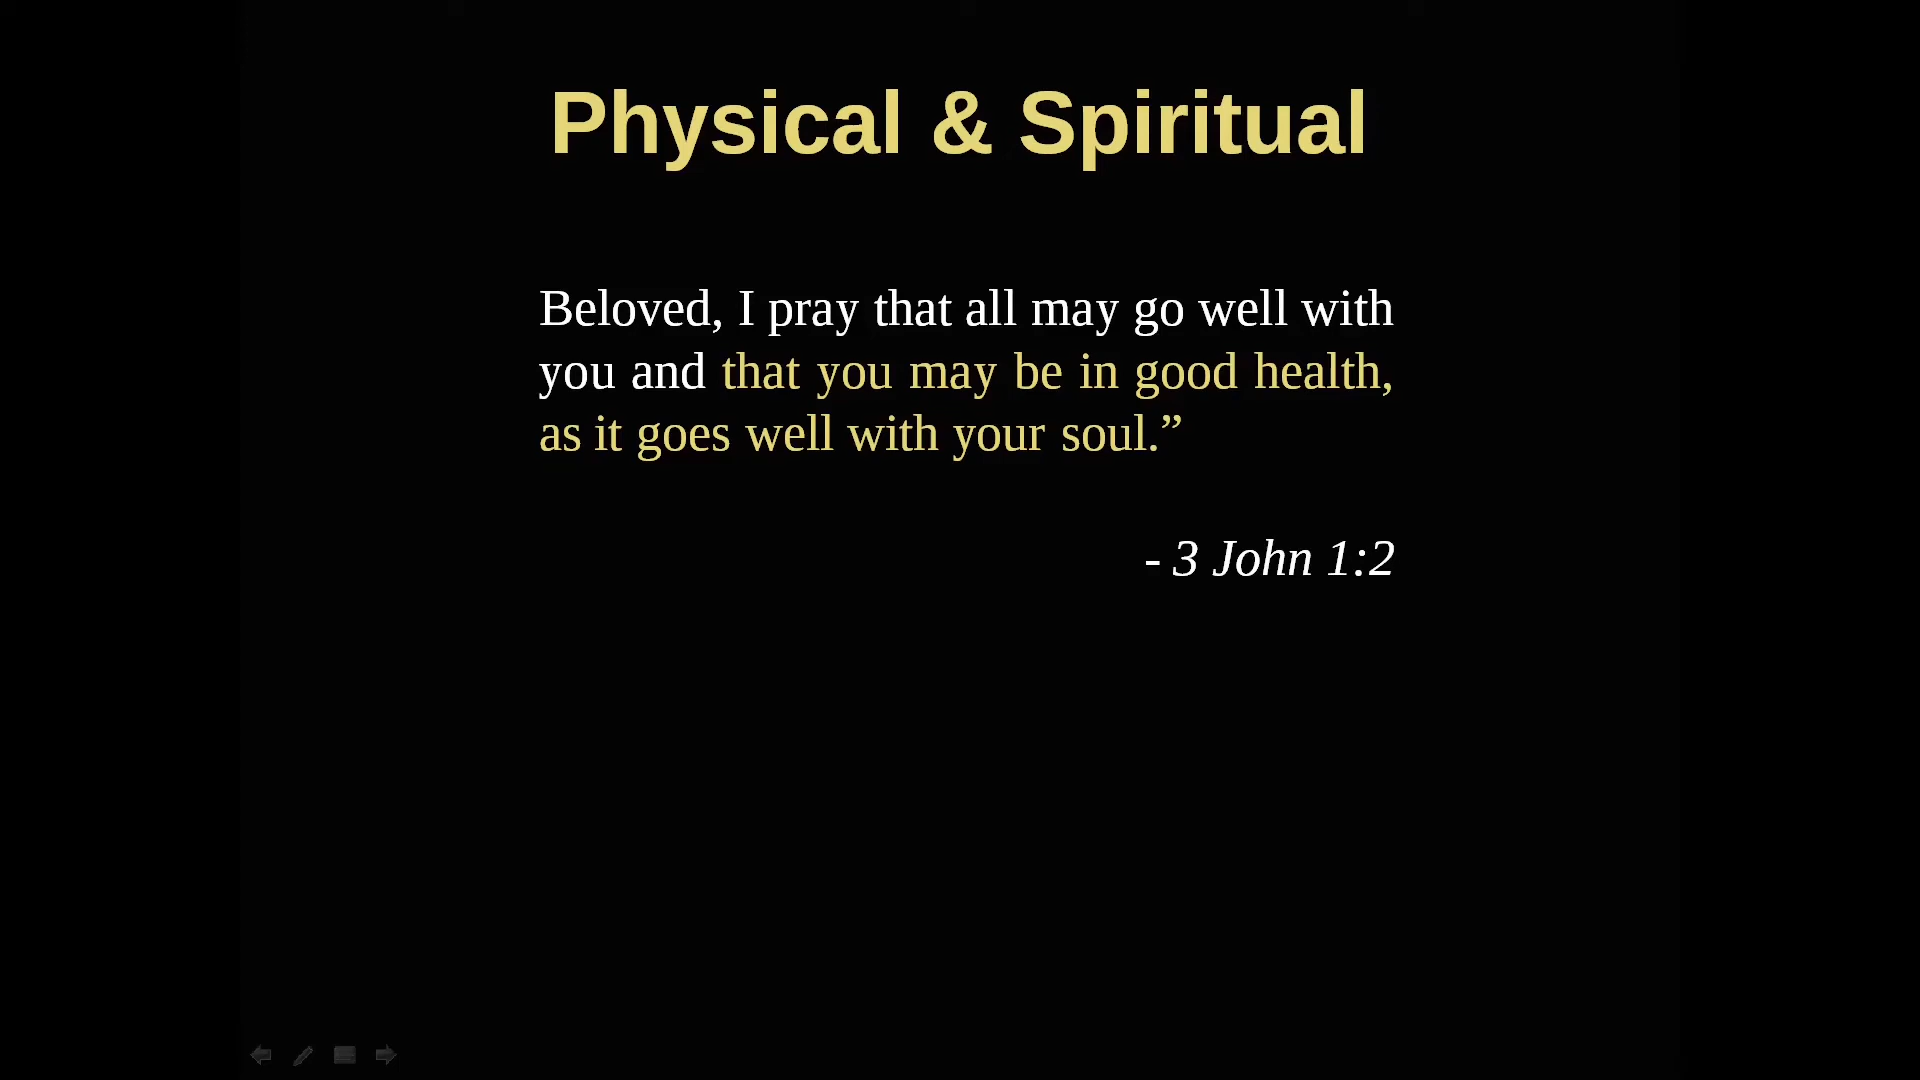 Physical & Spiritual
Beloved, I pray that all may go well with
you and that you may be in good health,
as it goes well with your soul.”
- 3 John 1:2